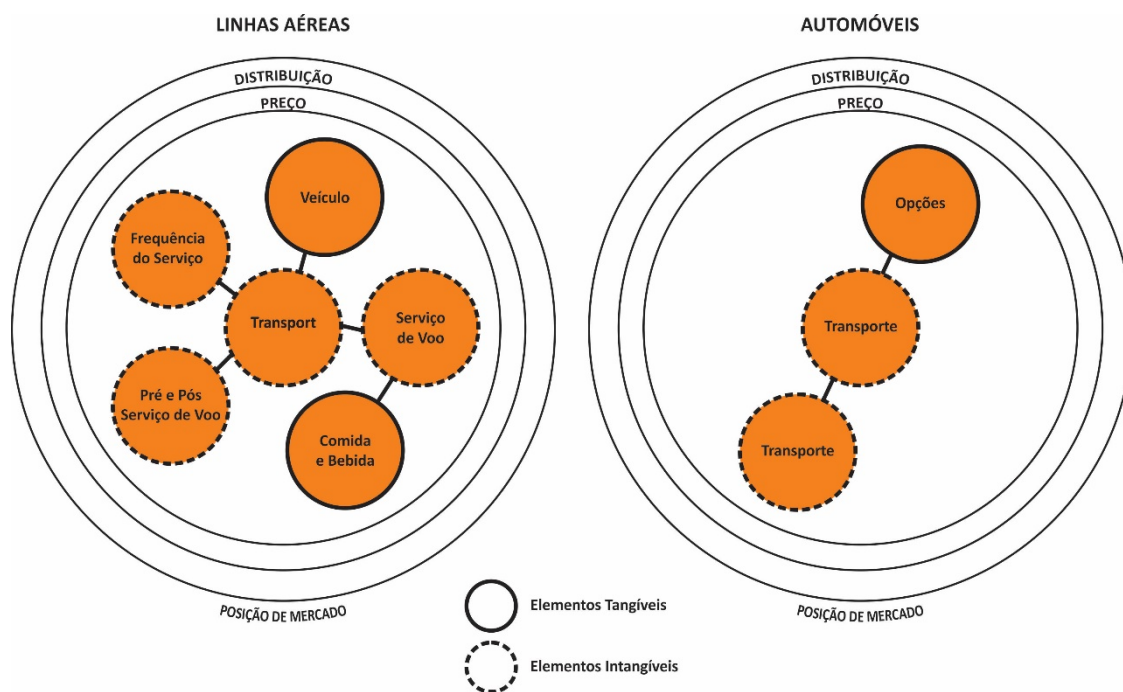 LINHAS AÉREAS
DISTRIBUIÇÃO
PREÇO
Veículo
Frequência
do Serviço
Transport
Serviço
de Voo
Pré e Pós
Serviço de Voo
Comida
e Bebida
POSIÇÃO DE MERCADO
AUTOMÓVEIS
DISTRIBUIÇÃO
PREÇO
Opções
Transporte
Transporte
POSIÇÃO DE MERCADO
Elementos Tangíveis
Elementos Intangíveis